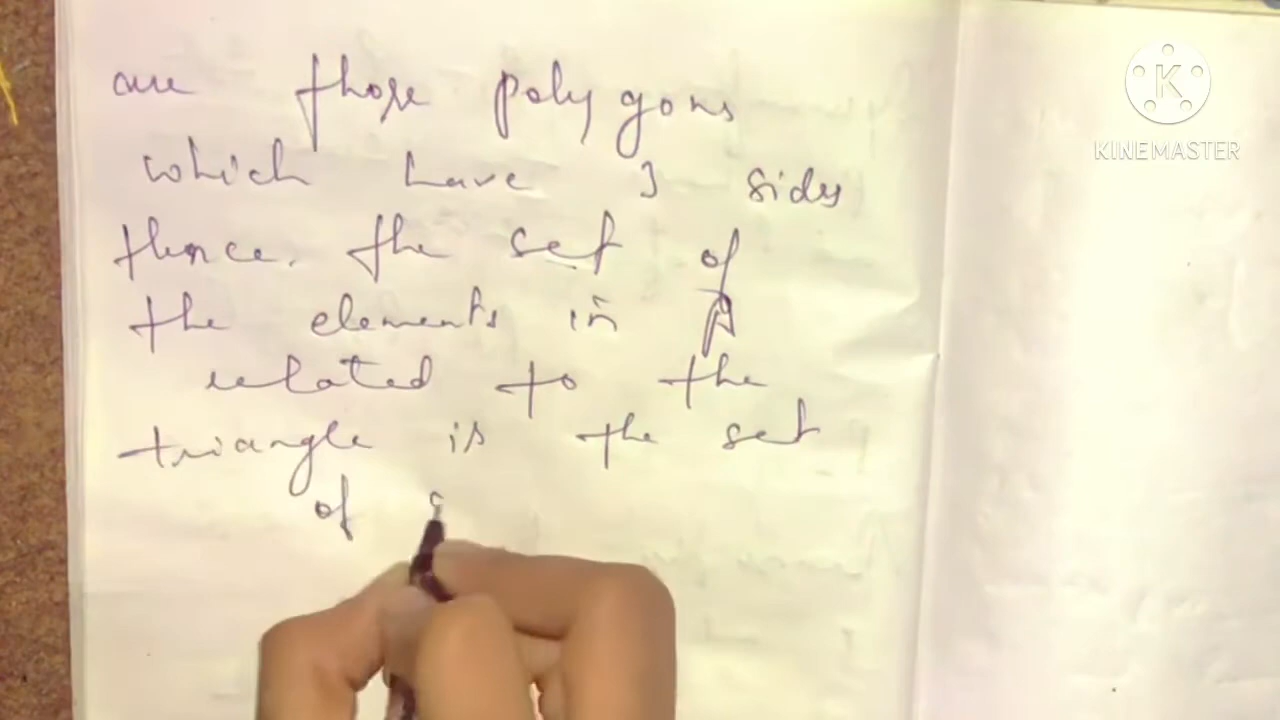 are those polygons
which have 3 sides
thence. the set of
the elements in A
related to the
triangle is the set
of
K
KINEMASTER